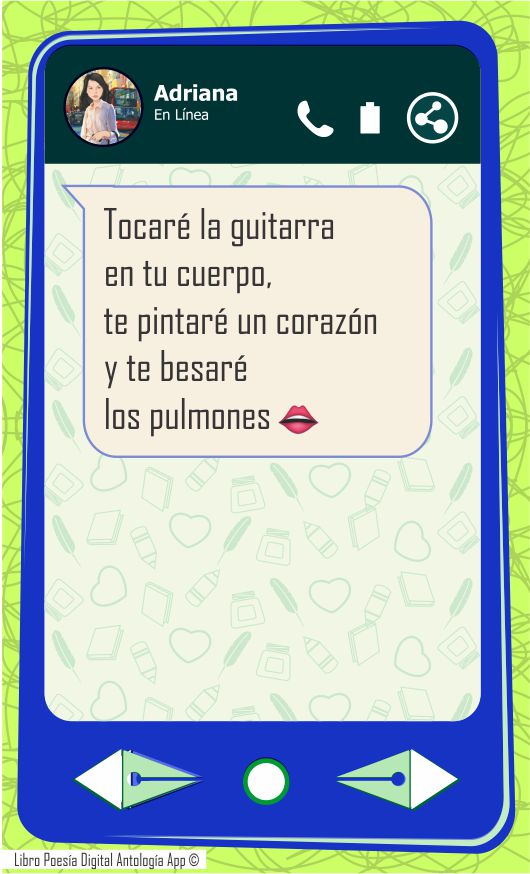 Adriana
En Línea
Tocaré la guitarra
en tu cuerpo,
te pintaré un corazón
y te besaré
los pulmones 👄
Libro Poesía Digital Antología App ©